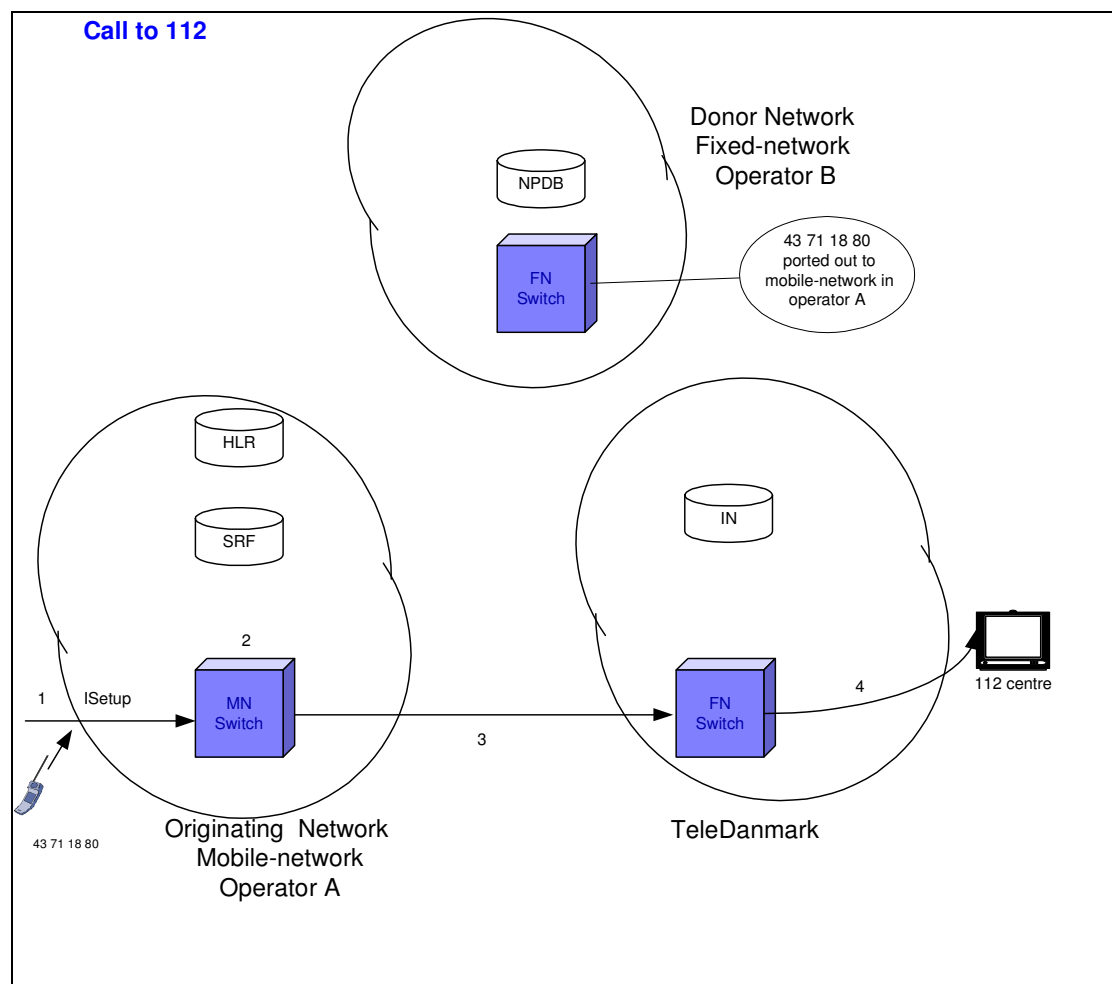 Call to 112
Donor Network
Fixed-network
Operator B
NPDB
FN
Switch
43 71 18 80
ported out to
mobile-network in
operator A
HLR
SRF
IN
2
1
ISetup
MN
Switch
3
FN
Switch
4
112 centre
43 71 18 80
Originating Network
Mobile-network
Operator A
TeleDanmark